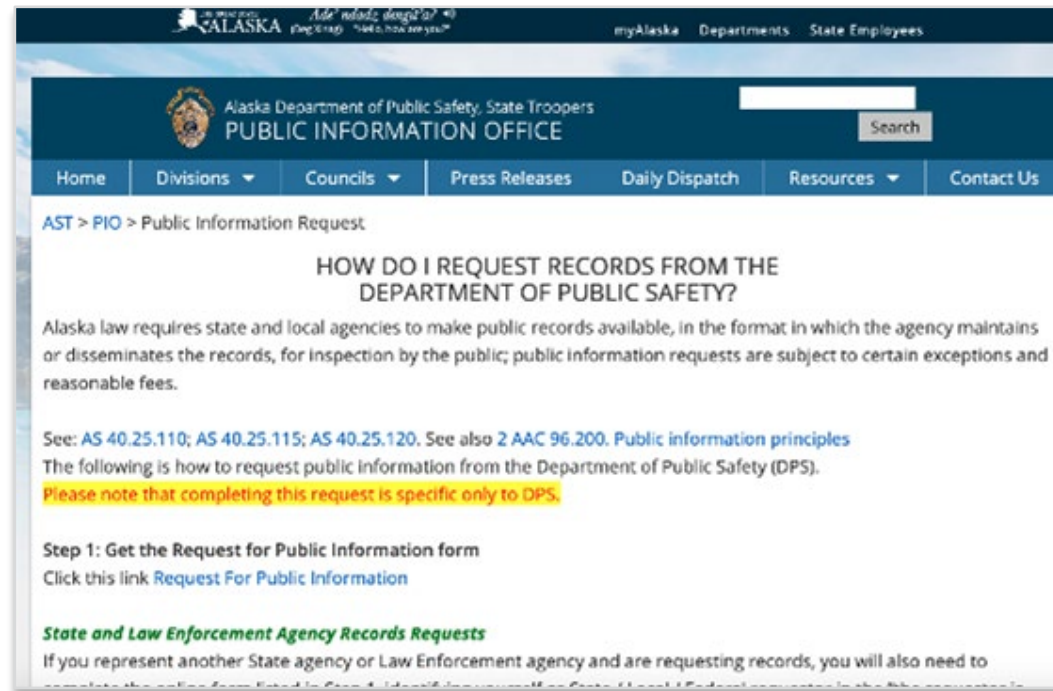 ALASKA
"Hello, how are you?"
myAlaska Departments State Employees
Alaska Department of Public Safety, State Troopers
PUBLIC INFORMATION OFFICE
Search
Home Divisions Councils Press Releases Daily Dispatch Resources Contact Us
AST > PIO > Public Information Request
HOW DO I REQUEST RECORDS FROM THE
DEPARTMENT OF PUBLIC SAFETY?
Alaska law requires state and local agencies to make public records available, in the format in which the agency maintains
or disseminates the records, for inspection by the public; public information requests are subject to certain exceptions and
reasonable fees.
See: AS 40.25.110; AS 40.25.115; AS 40.25.120. See also 2 AAC 96.200. Public information principles
The following is how to request public information from the Department of Public Safety (DPS).
Please note that completing this request is specific only to DPS.
Step 1: Get the Request for Public Information form
Click this link Request For Public Information
State and Law Enforcement Agency Records Requests
If you represent another State agency or Law Enforcement agency and are requesting records, you will also need to